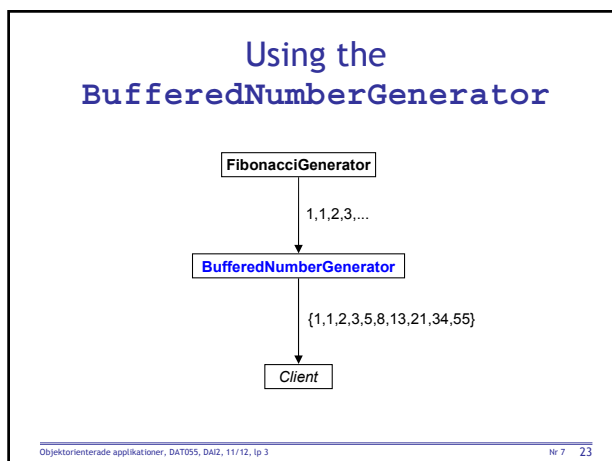 Using the
BufferedNumberGenerator
FibonacciGenerator
1,1,2,3,...
BufferedNumberGenerator
{1,1,2,3,5,8,13,21,34,55}
Client
Objektorienterade applikationer, DAT055, DAI2, 11/12, lp 3
Nr 7 23